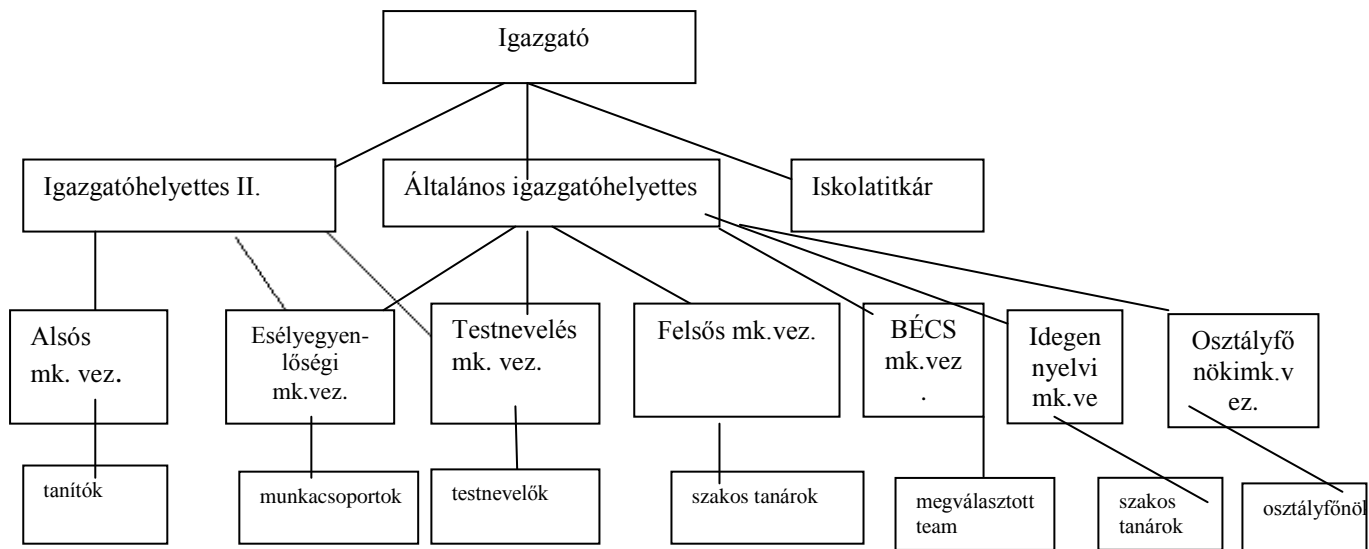 Igazgató
Igazgatóhelyettes II.
Általános igazgatóhelyettes
Iskolatitkár
Alsós
mk. vez.
Esélyegyen-
lőségi
mk.vez.
Testnevelés
mk. vez.
Felsős mk.vez.
BÉCS
mk.vez
.
Idegen
nyelvi
mk.ve
Osztályfő
nökimk.v
ez.
tanítók
munkacsoportok
testnevelők
szakos tanárok
megválasztott
team
szakos
tanárok
osztályfőnöl